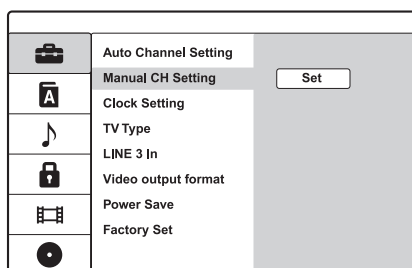 A
Auto Channel Setting
Manual CH Setting
Set
Clock Setting
TV Type
LINE 3 In
Video output format
Power Save
Factory Set